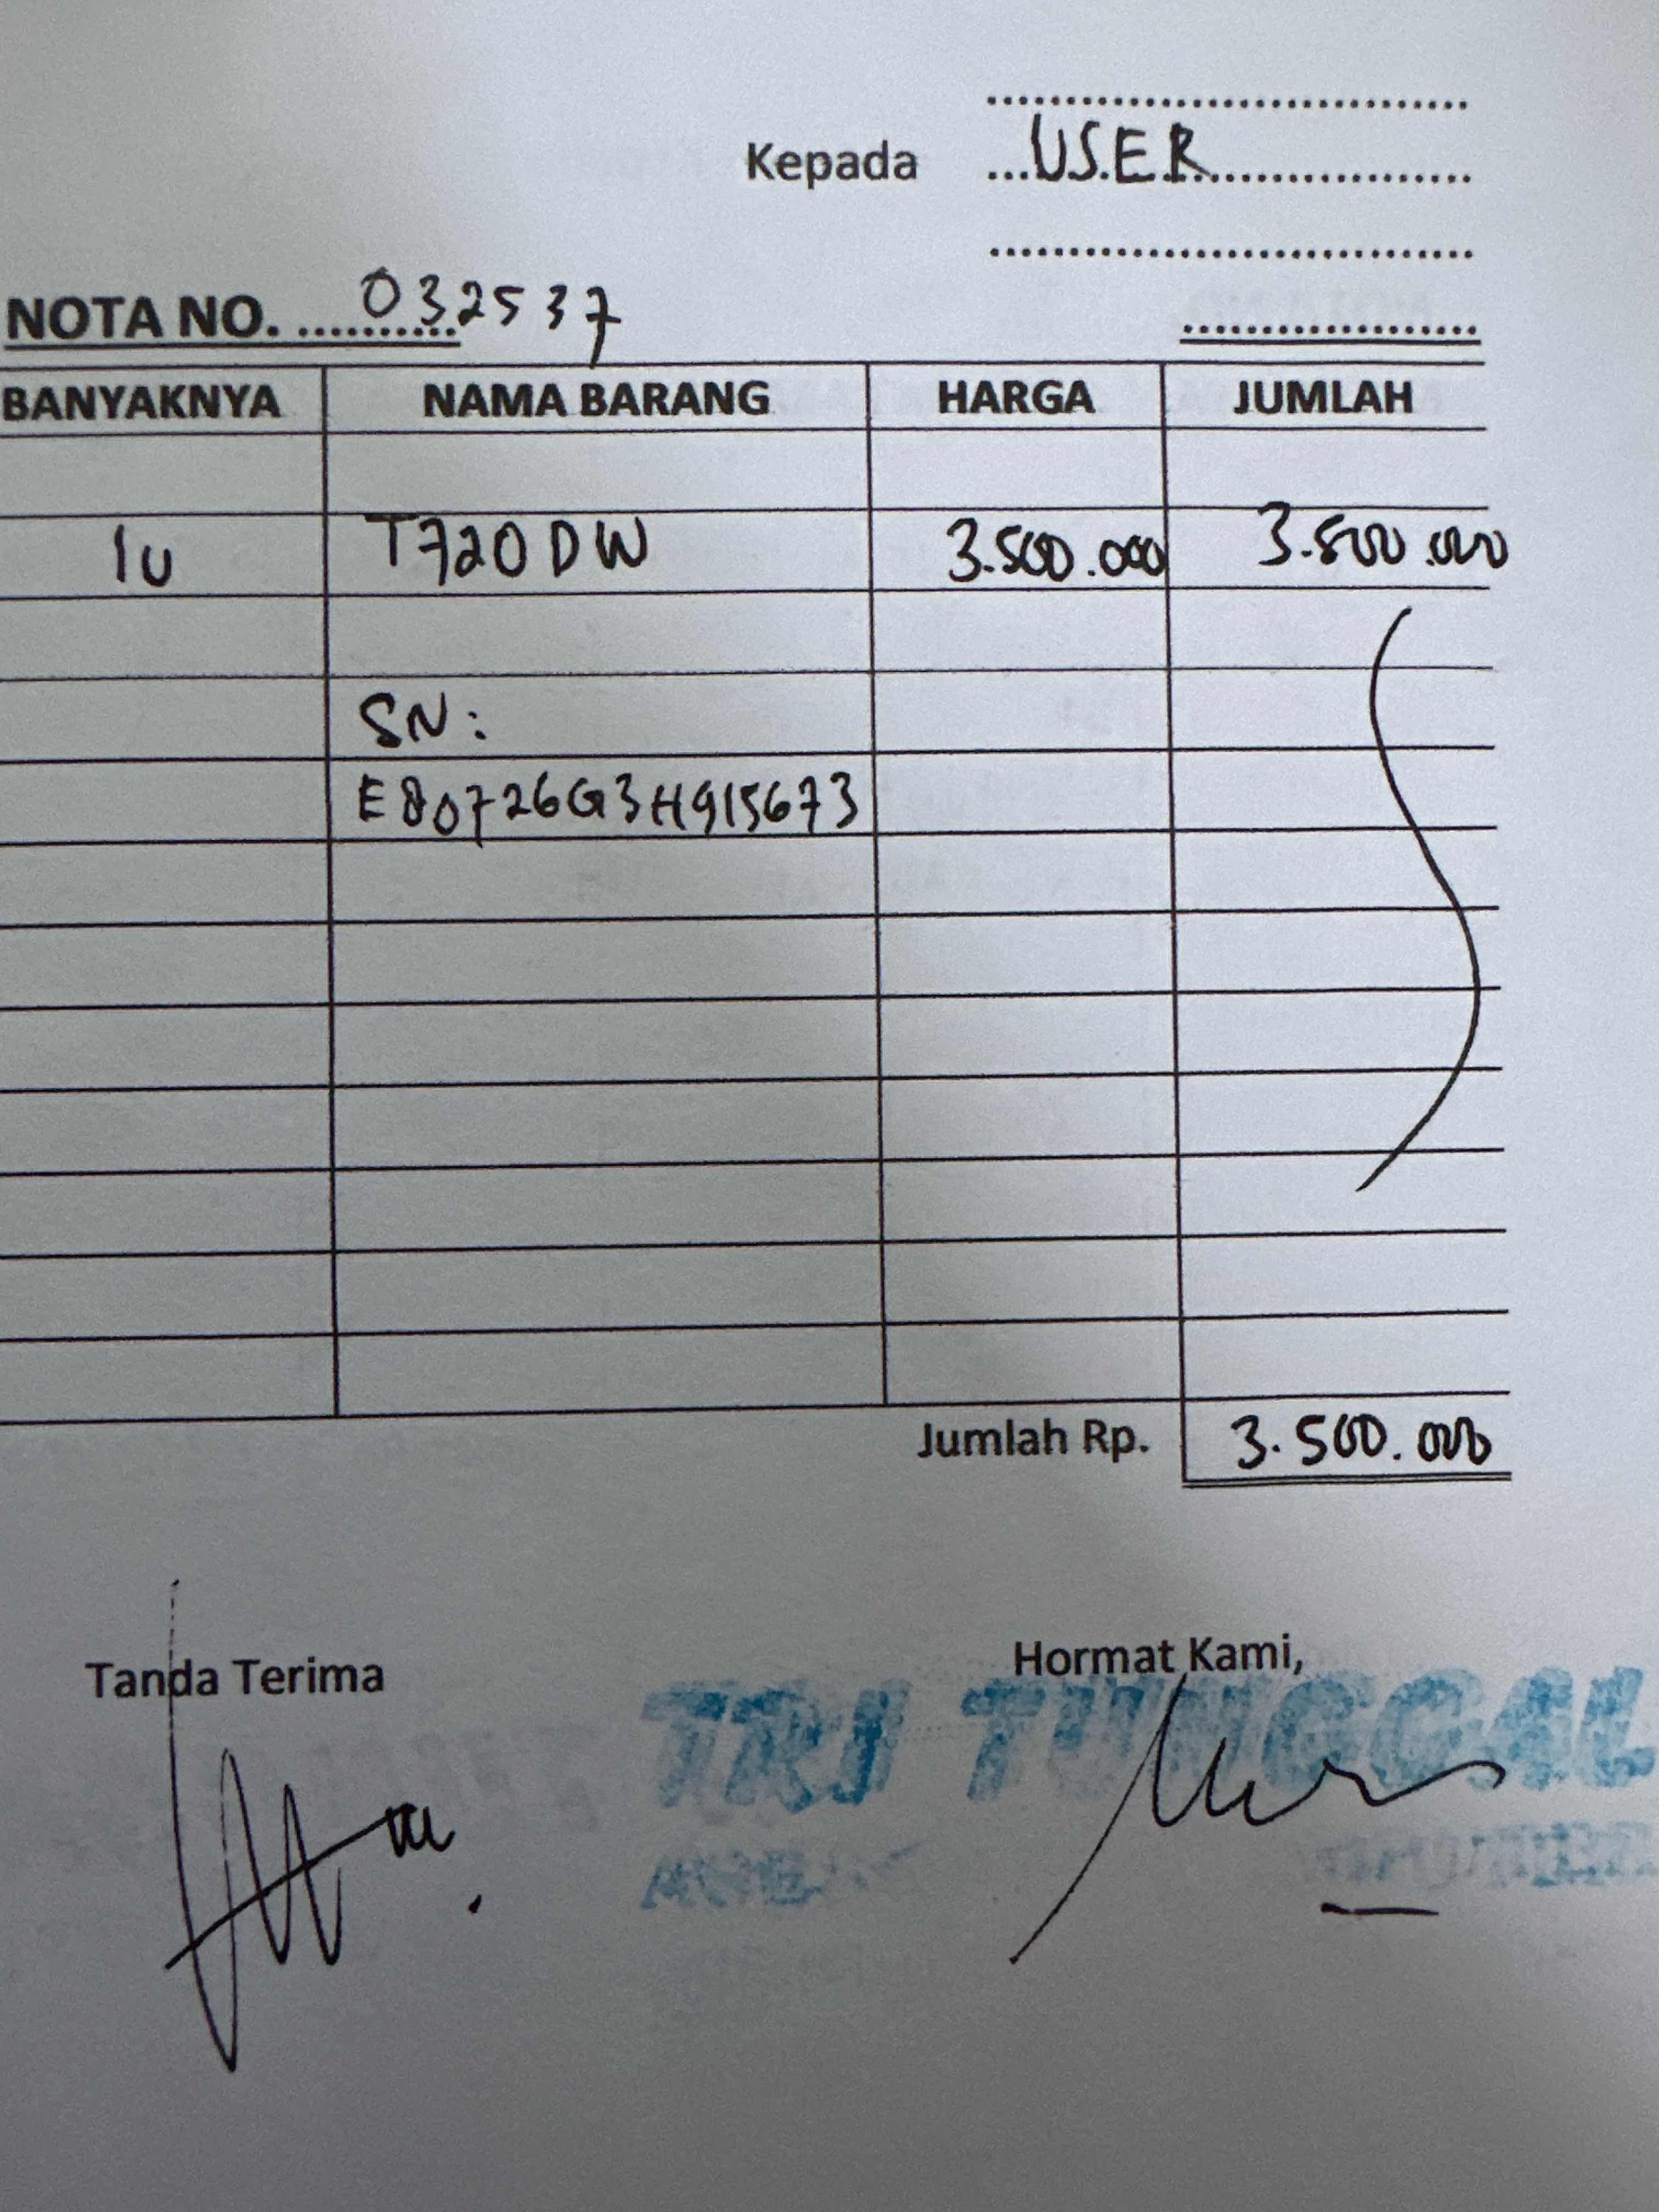 Kepada
USER
NOTA NO. 032537
BANYAKNYA NAMA BARANG HARGA JUMLAH
1U T720DW 3.500.000 3.500.000
SN:
E80726G3H915673
Jumlah Rp. 3.500.000
Tanda Terima Hormat Kami,
TRI TUNGGAL